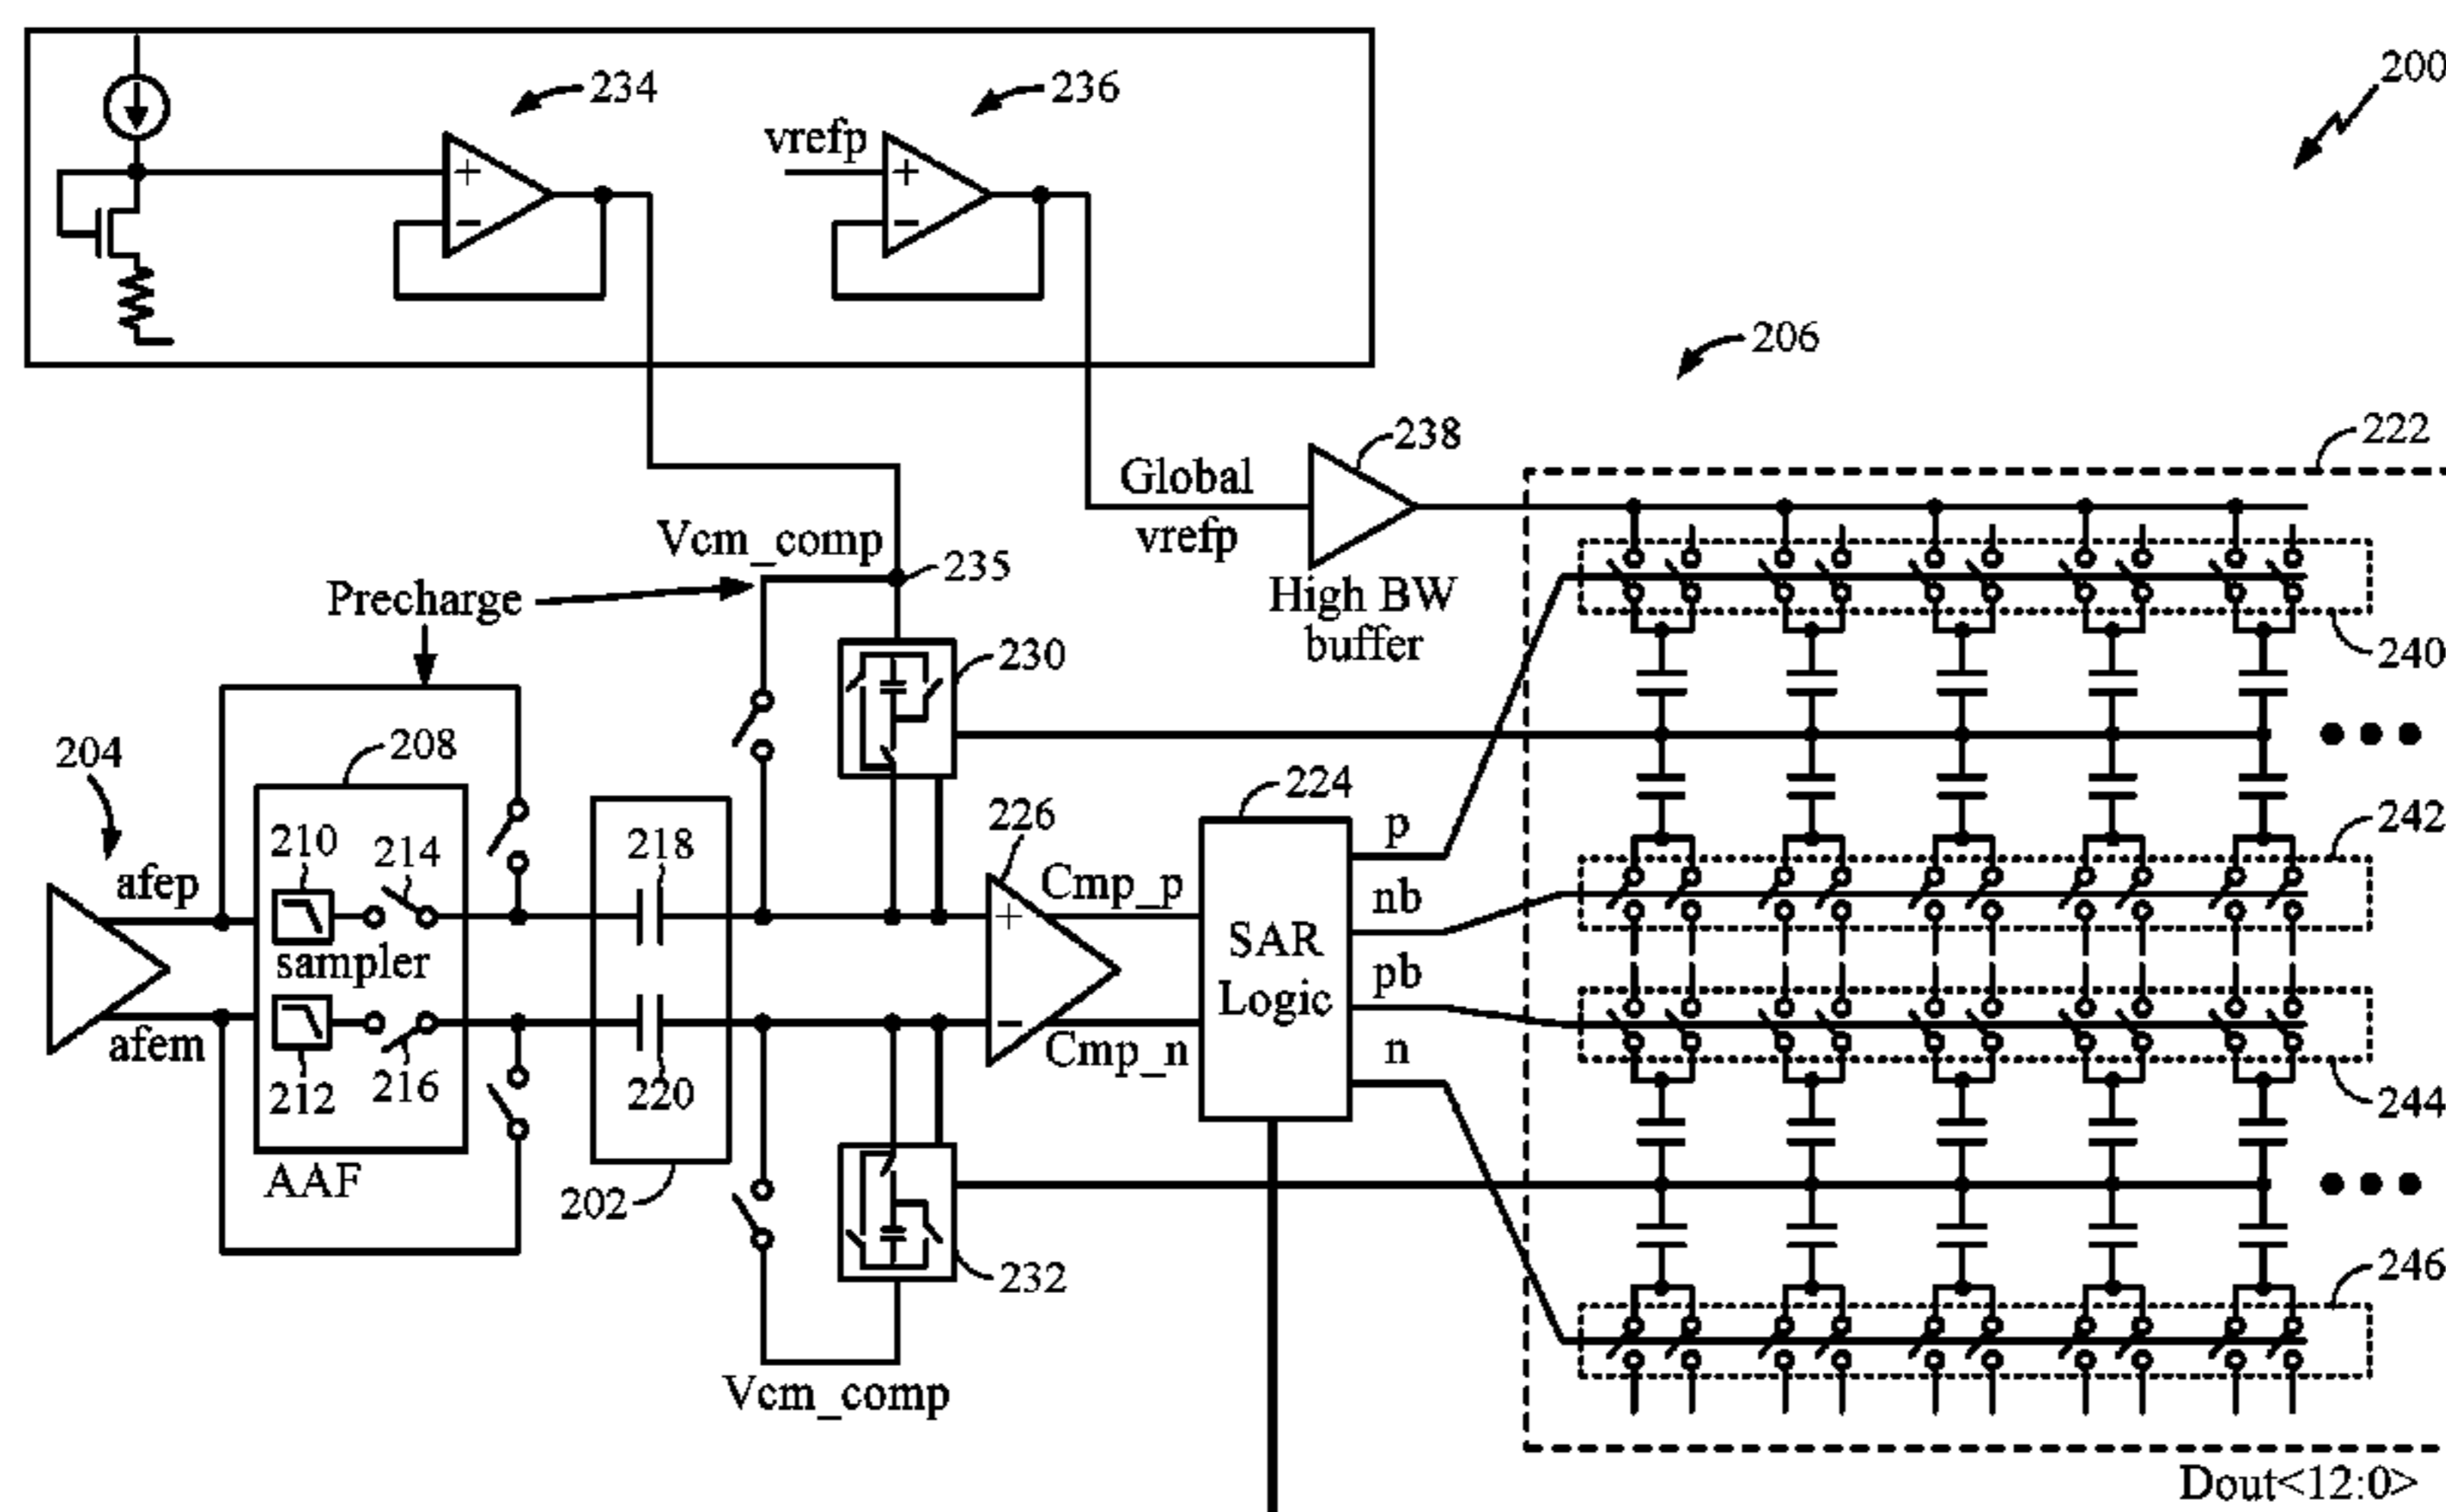 234
236
200
vrefp
+
+
−
−
206
238
222
Global
vrefp
Vcm_comp
235
High BW
buffer
Precharge
230
240
204
208
224
242
210
214
218
226
p
afep
Cmp_p
+
nb
sampler
SAR
Logic
pb
−
afem
Cmp_n
n
212
216
220
244
AAF
202
232
246
Vcm_comp
Dout<12:0>